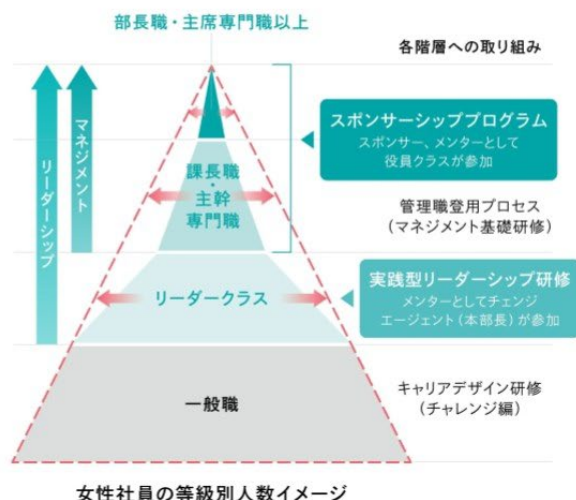 部長職・主席専門職以上
各階層への取り組み
マネジメント
リーダーシップ
スポンサーシッププログラム
スポンサー、メンターとして
役員クラスが参加
課長職
・
主幹
専門職
管理職登用プロセス
(マネジメント基礎研修)
リーダークラス
実践型リーダーシップ研修
メンターとしてチェンジ
エージェント(本部長)が参加
一般職
キャリアデザイン研修
(チャレンジ編)
女性社員の等級別人数イメージ